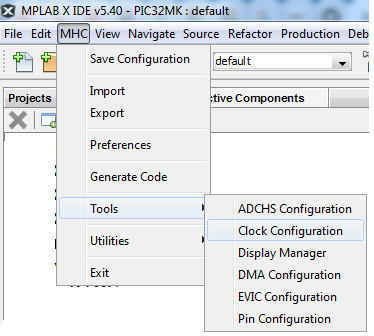 MPLAB X IDE v5.40 - PIC32MK : default
File Edit MHC View Navigate Source Refactor Production
default
Save Configuration
Projects
ctive Components
Import
Export
Preferences
Generate Code
Tools
ADCHS Configuration
Clock Configuration
Utilities
Display Manager
DMA Configuration
Exit
EVIC Configuration
Pin Configuration